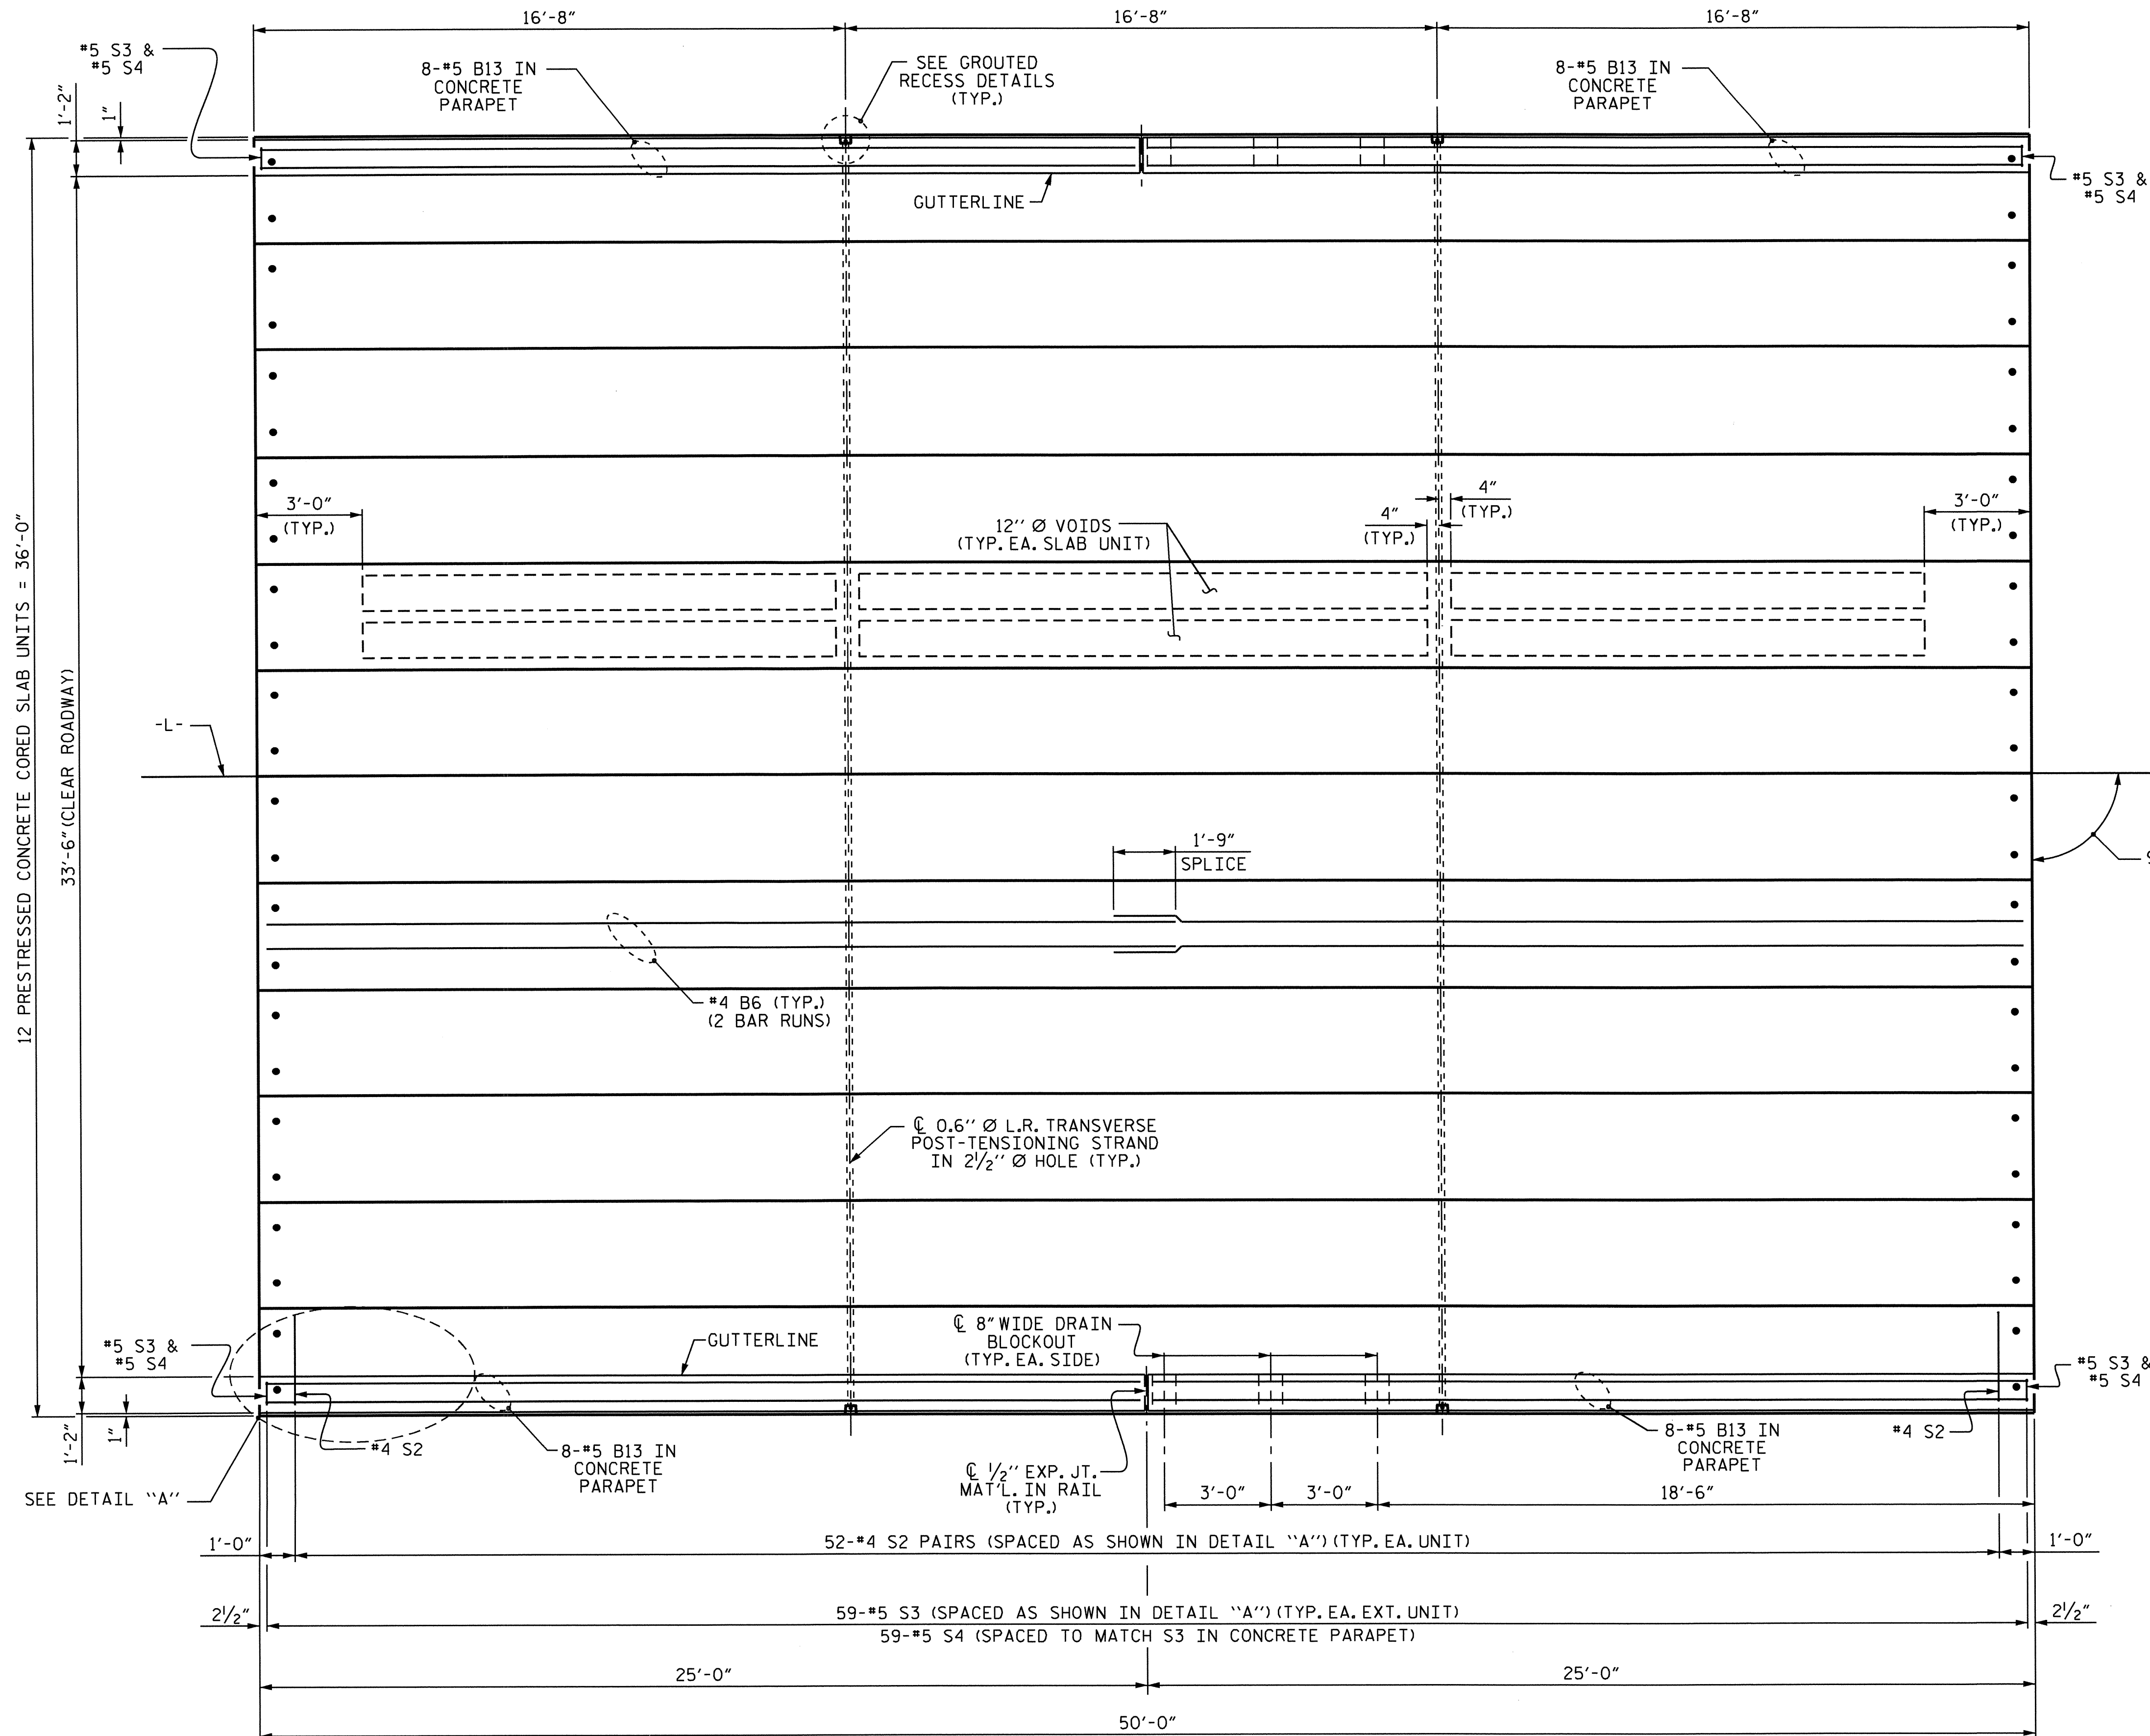 16'-8"
16'-8"
16'-8"
#5 S3 &
#5 S4
8-#5 B13 IN
CONCRETE
PARAPET
SEE GROUTED
RECESS DETAILS
(TYP.)
8-#5 B13 IN
CONCRETE
PARAPET
1'-2"
1"
GUTTERLINE
#5 S3 &
#5 S4
12 PRESTRESSED CONCRETE CORED SLAB UNITS = 36'-0"
33'-6" (CLEAR ROADWAY)
3'-0"
(TYP.)
12'' Ø VOIDS
(TYP. EA. SLAB UNIT)
4"
(TYP.)
4"
(TYP.)
3'-0"
(TYP.)
-L-
1'-9"
SPLICE
9
#4 B6 (TYP.)
(2 BAR RUNS)
℄ 0.6'' Ø L.R. TRANSVERSE
POST-TENSIONING STRAND
IN 2½'' Ø HOLE (TYP.)
#5 S3 &
#5 S4
GUTTERLINE
℄ 8" WIDE DRAIN
BLOCKOUT
(TYP. EA. SIDE)
#5 S3 &
#5 S4
1'-2"
1"
#4 S2
8-#5 B13 IN
CONCRETE
PARAPET
℄ ½'' EXP. JT.
MAT'L. IN RAIL
(TYP.)
8-#5 B13 IN
CONCRETE
PARAPET
#4 S2
SEE DETAIL ``A''
3'-0"
3'-0"
18'-6"
1'-0"
52-#4 S2 PAIRS (SPACED AS SHOWN IN DETAIL ``A'') (TYP. EA. UNIT)
1'-0"
2½"
59-#5 S3 (SPACED AS SHOWN IN DETAIL ``A'') (TYP. EA. EXT. UNIT)
59-#5 S4 (SPACED TO MATCH S3 IN CONCRETE PARAPET)
2½"
25'-0"
25'-0"
50'-0"